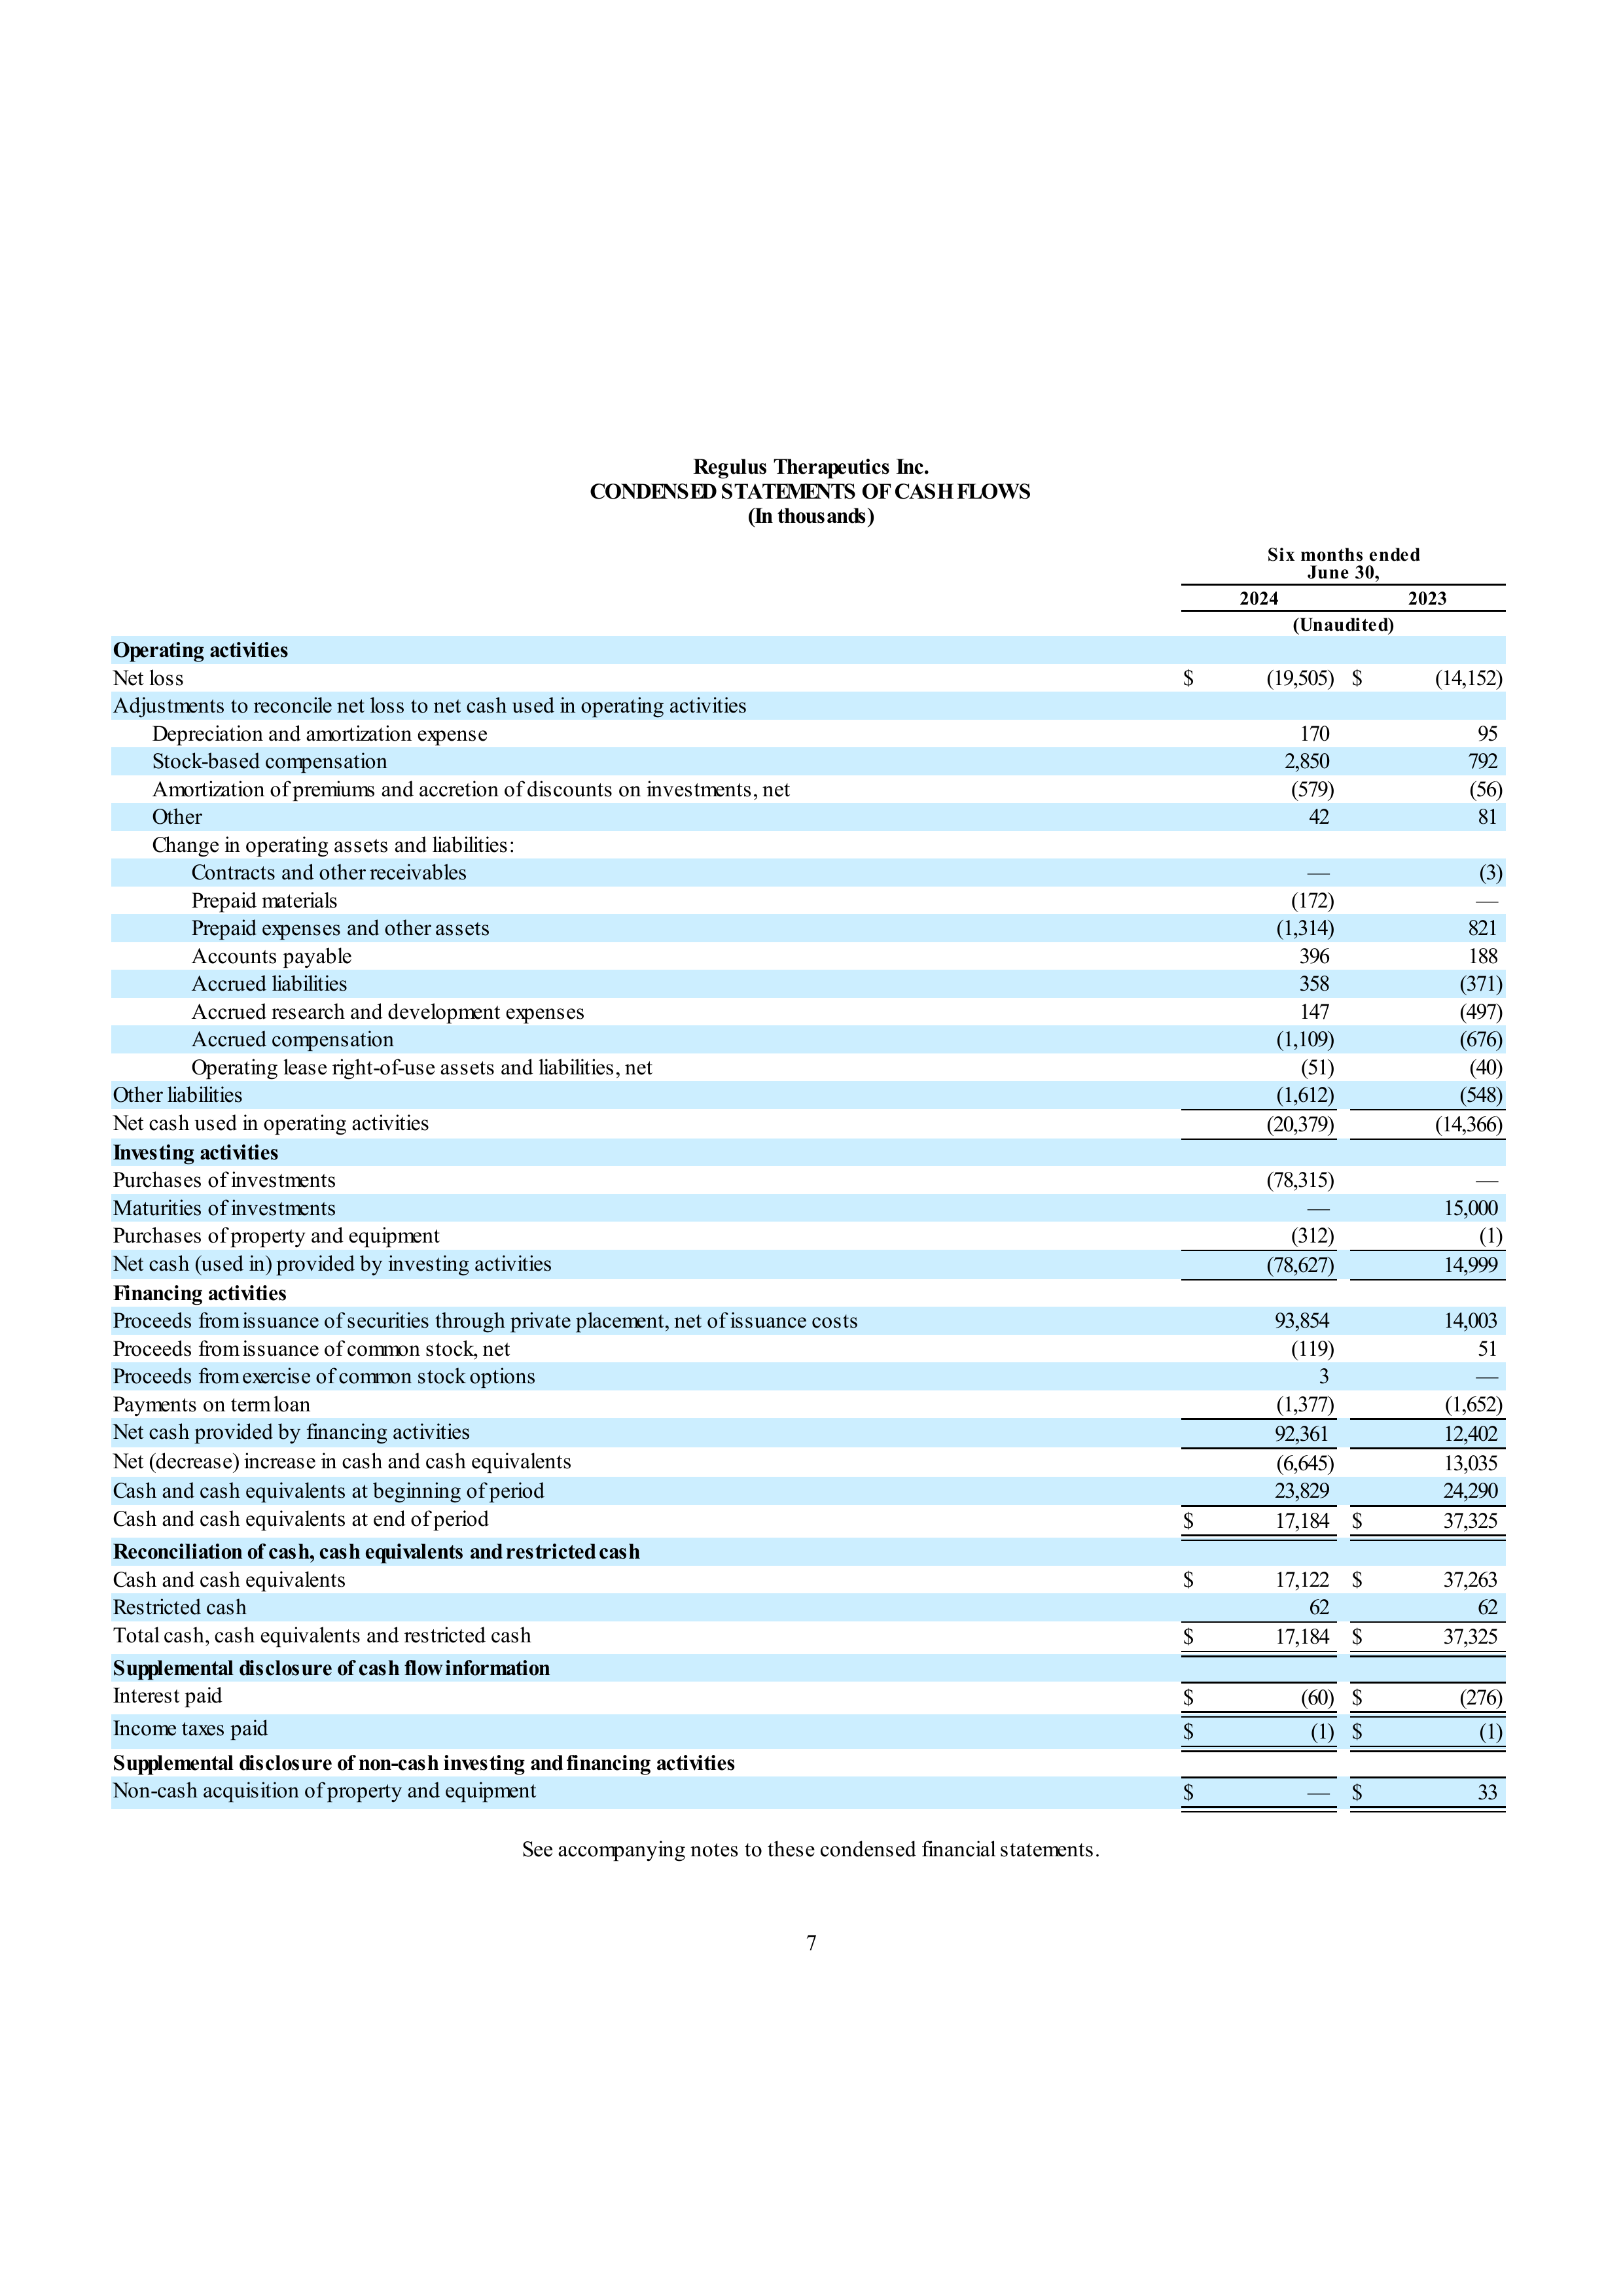 Regulus Therapeutics Inc.
CONDENSED STATEMENTS OF CASH FLOWS
(In thousands)
Six months ended
June 30,
2024 2023
(Unaudited)
Operating activities
Net loss $ (19,505) $ (14,152)
Adjustments to reconcile net loss to net cash used in operating activities
Depreciation and amortization expense 170 95
Stock-based compensation 2,850 792
Amortization of premiums and accretion of discounts on investments, net (579) (56)
Other 42 81
Change in operating assets and liabilities:
Contracts and other receivables — (3)
Prepaid materials (172) —
Prepaid expenses and other assets (1,314) 821
Accounts payable 396 188
Accrued liabilities 358 (371)
Accrued research and development expenses 147 (497)
Accrued compensation (1,109) (676)
Operating lease right-of-use assets and liabilities, net (51) (40)
Other liabilities (1,612) (548)
Net cash used in operating activities (20,379) (14,366)
Investing activities
Purchases of investments (78,315) —
Maturities of investments — 15,000
Purchases of property and equipment (312) (1)
Net cash (used in) provided by investing activities (78,627) 14,999
Financing activities
Proceeds from issuance of securities through private placement, net of issuance costs 93,854 14,003
Proceeds from issuance of common stock, net (119) 51
Proceeds from exercise of common stock options 3 —
Payments on term loan (1,377) (1,652)
Net cash provided by financing activities 92,361 12,402
Net (decrease) increase in cash and cash equivalents (6,645) 13,035
Cash and cash equivalents at beginning of period 23,829 24,290
Cash and cash equivalents at end of period $ 17,184 $ 37,325
Reconciliation of cash, cash equivalents and restricted cash
Cash and cash equivalents $ 17,122 $ 37,263
Restricted cash 62 62
Total cash, cash equivalents and restricted cash $ 17,184 $ 37,325
Supplemental disclosure of cash flow information
Interest paid $ (60) $ (276)
Income taxes paid $ (1) $ (1)
Supplemental disclosure of non-cash investing and financing activities
Non-cash acquisition of property and equipment $ — $ 33
See accompanying notes to these condensed financial statements.
7